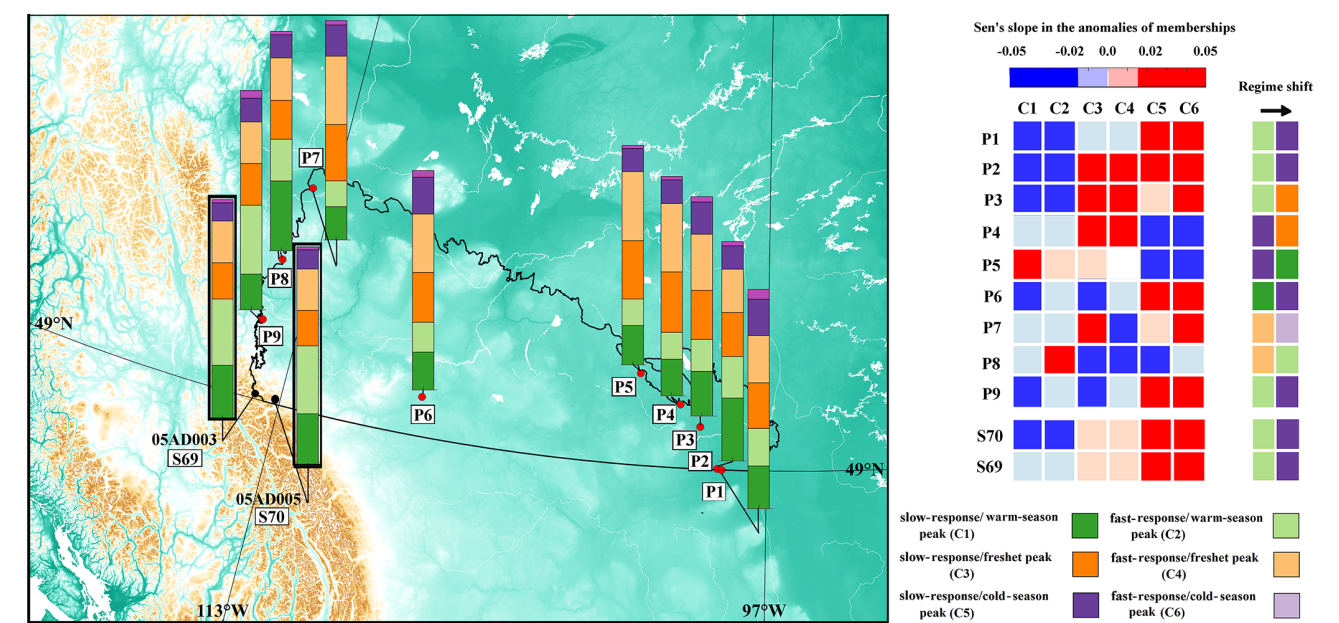 P7
P8
49°N
P9
P6
P5
P4
P3
P2
P1
49°N
05AD003
S69
05AD005
S70
113°W
97°W
Sen's slope in the anomalies of memberships
-0.05 -0.02 0.0 0.02 0.05
Regime shift
C1 C2 C3 C4 C5 C6
P1
P2
P3
P4
P5
P6
P7
P8
P9
S70
S69
slow-response/warm-season
peak (C1)
fast-response/warm-season
peak (C2)
slow-response/freshet peak
(C3)
fast-response/freshet peak
(C4)
slow-response/cold-season
peak (C5)
fast-response/cold-season
peak (C6)